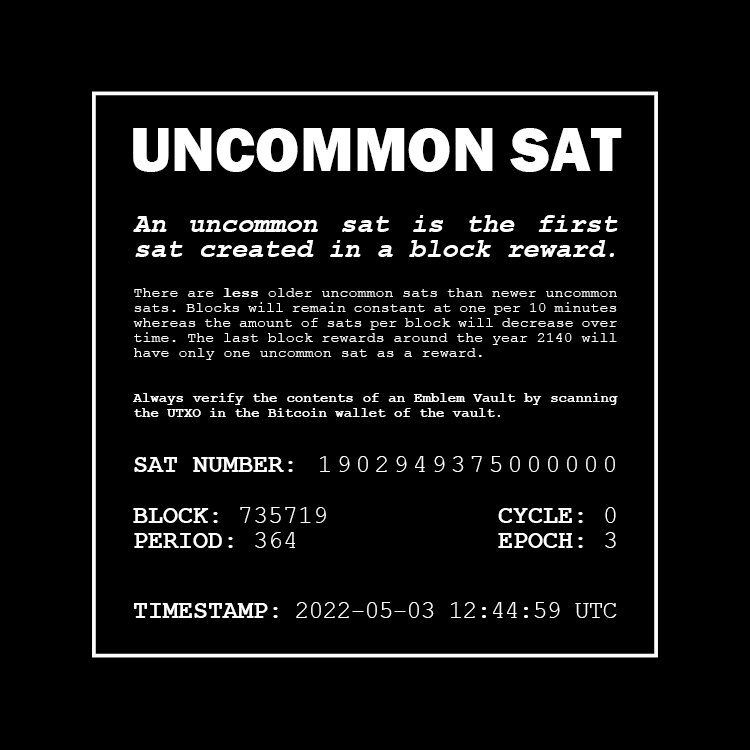 UNCOMMON SAT
An uncommon sat is the first
sat created in a block reward.
There are less older uncommon sats than newer uncommon
sats. Blocks will remain constant at one per 10 minutes
whereas the amount of sats per block will decrease over
time. The last block rewards around the year 2140 will
have only one uncommon sat as a reward.
Always verify the contents of an Emblem Vault by scanning
the UTXO in the Bitcoin wallet of the vault.
SAT NUMBER: 1902949375000000
BLOCK: 735719 CYCLE: 0
PERIOD: 364 EPOCH: 3
TIMESTAMP: 2022-05-03 12:44:59 UTC